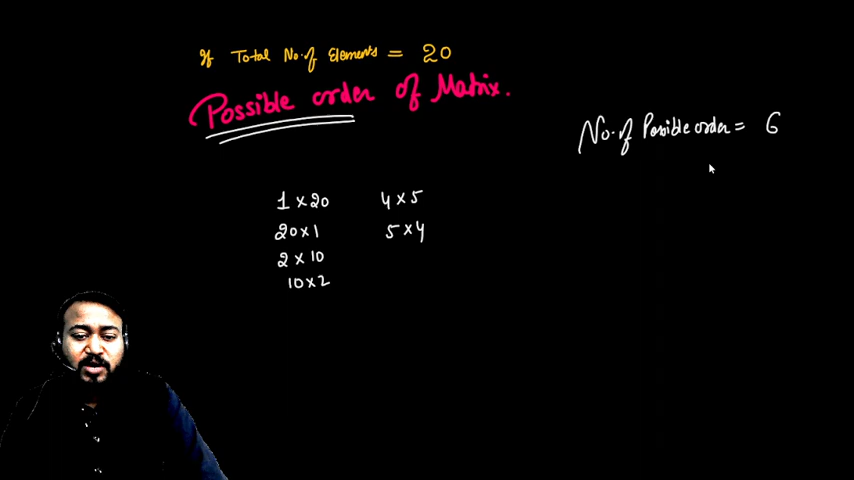 If Total No. of Elements = 20
Possible order of Matrix.
No. of Possible order = 6
1 × 20 4 × 5
20 × 1 5 × 4
2 × 10
10 × 2